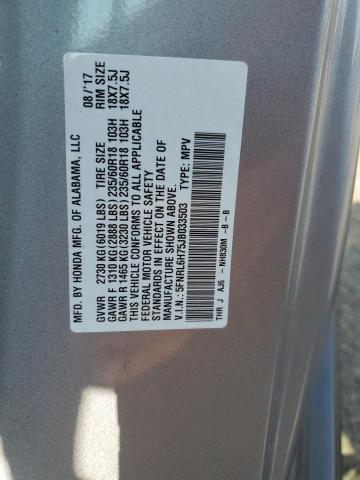 MFD. BY HONDA MFG. OF ALABAMA, LLC 08/'17
TIRE SIZE RIM SIZE
GVWR 2730 KG(6019 LBS)
GAWR F 1310 KG(2888 LBS)235/60R18 103H 18X7.5J
GAWR R 1465 KG(3230 LBS)235/60R18 103H 18X7.5J
THIS VEHICLE CONFORMS TO ALL APPLICABLE
FEDERAL MOTOR VEHICLE SAFETY
STANDARDS IN EFFECT ON THE DATE OF
MANUFACTURE SHOWN ABOVE.
V.I.N.: 5FNRL6H75JB033503 TYPE: MPV
THR J AJ6 - NH830M -B - B